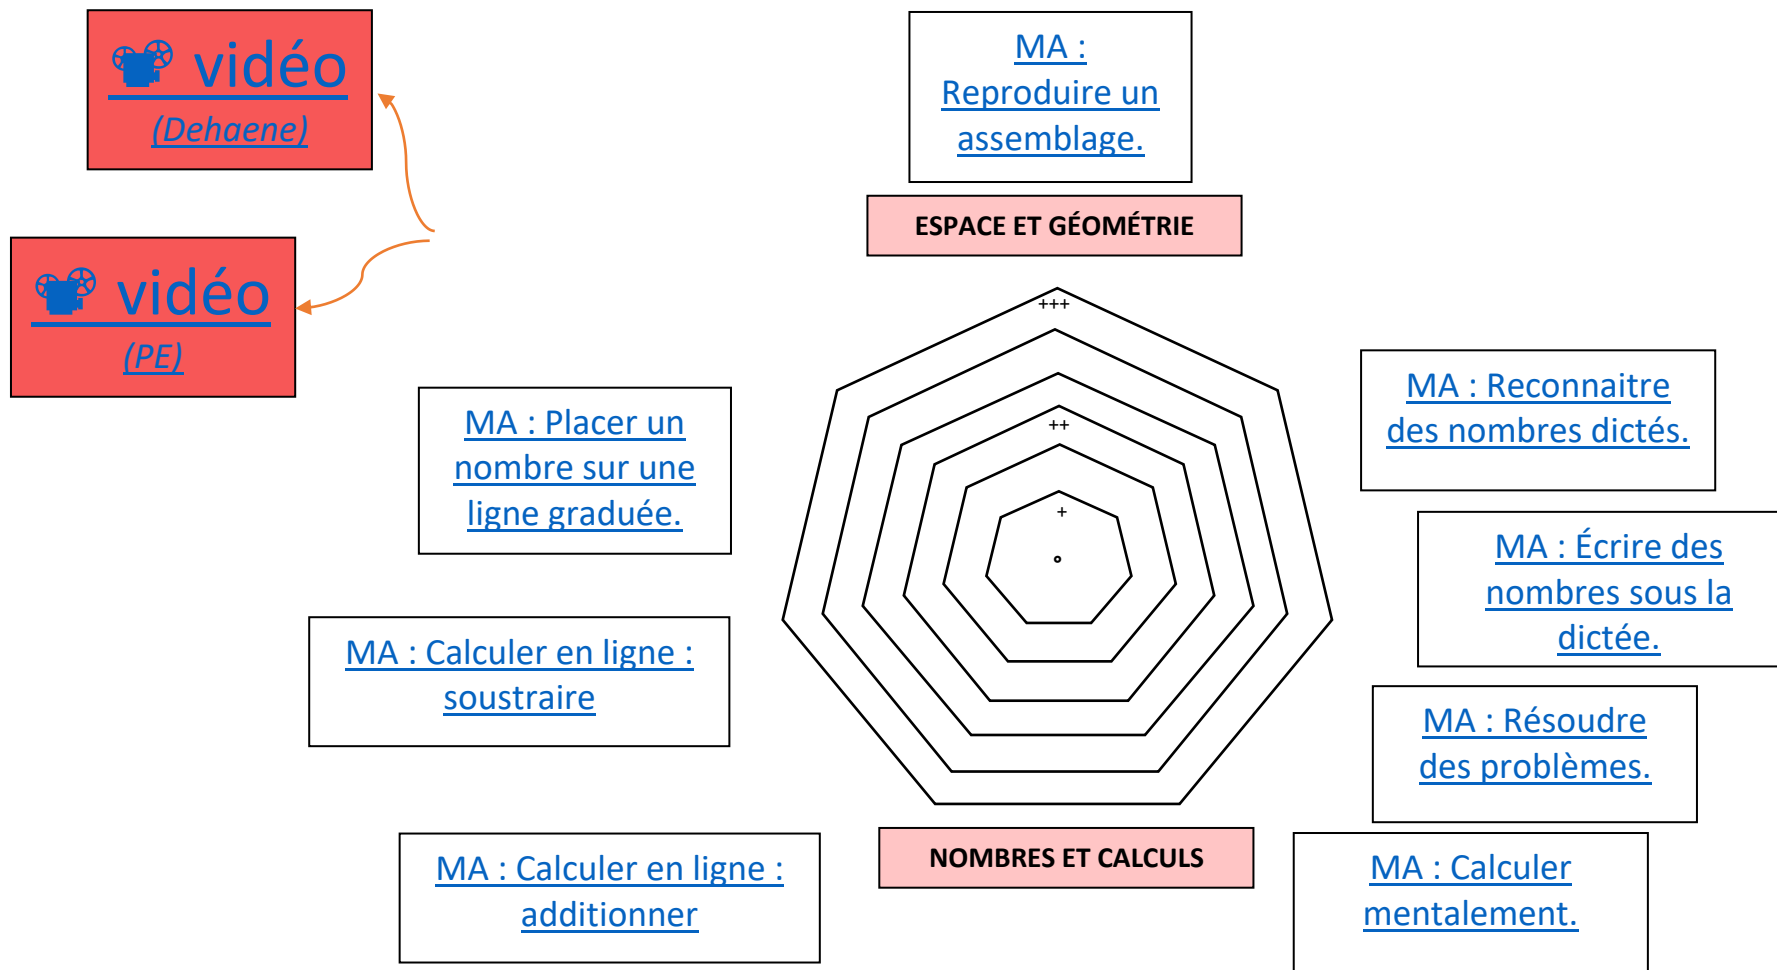 vidéo
(Dehaene)
vidéo
(PE)
MA :
Reproduire un
assemblage.
ESPACE ET GÉOMÉTRIE
+++
++
+
MA : Placer un
nombre sur une
ligne graduée.
MA : Reconnaitre
des nombres dictés.
MA : Écrire des
nombres sous la
dictée.
MA : Calculer en ligne :
soustraire
MA : Résoudre
des problèmes.
NOMBRES ET CALCULS
MA : Calculer en ligne :
additionner
MA : Calculer
mentalement.